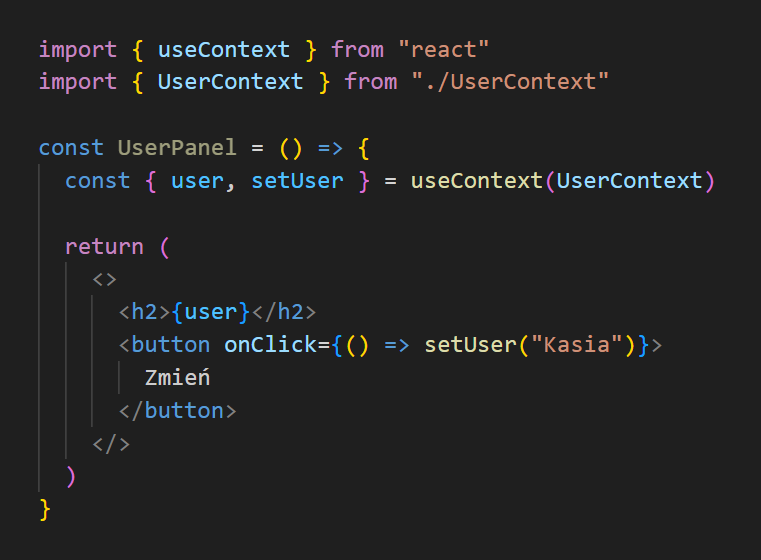 import { useContext } from "react"
import { UserContext } from "./UserContext"
const UserPanel = () => {
const { user, setUser } = useContext(UserContext)
return (
<>
<h2>{user}</h2>
<button onClick={() => setUser("Kasia")}>
Zmień
</button>
</>
)
}